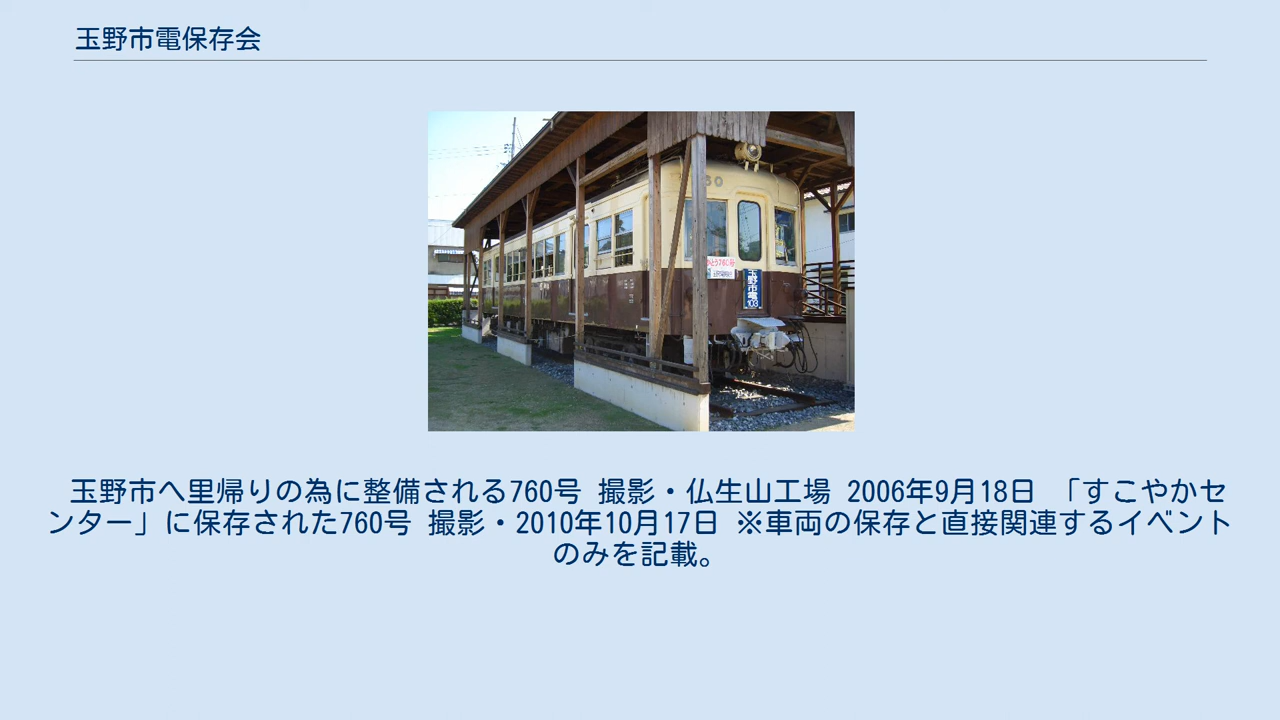 玉野市電保存会
玉野市電
103
玉野市へ里帰りの為に整備される760号 撮影・仏生山工場 2006年9月18日 「すこやかセ
ンター」に保存された760号 撮影・2010年10月17日 ※車両の保存と直接関連するイベント
のみを記載。